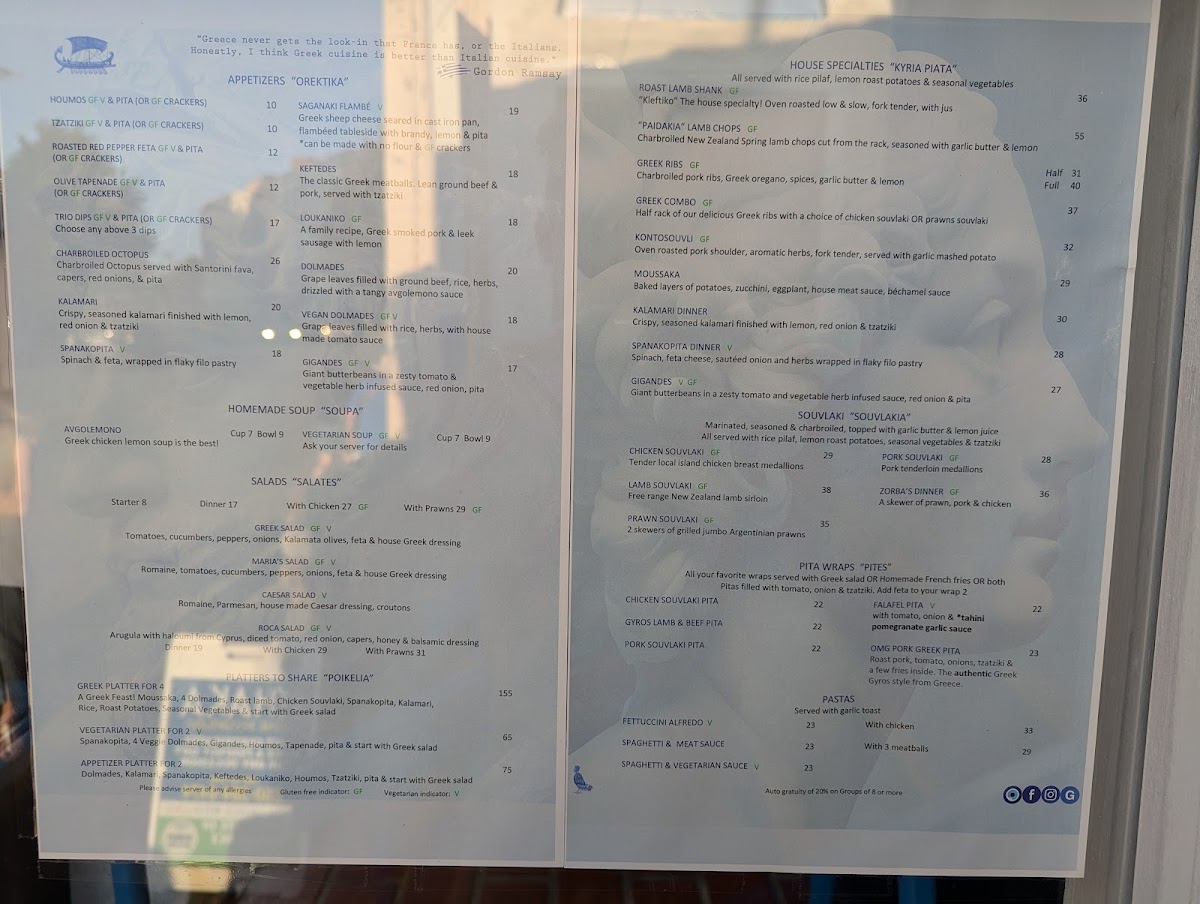 "Greece never gets the look-in that France has, or the Italians.
Honestly, I think Greek cuisine is better than Italian cuisine."
Gordon Ramsay
APPETIZERS "OREKTIKA"
HOUMOS GF V & PITA (OR GF CRACKERS) 10
TZATZIKI GF V & PITA (OR GF CRACKERS) 10
ROASTED RED PEPPER FETA GF V & PITA 12
(OR GF CRACKERS)
OLIVE TAPENADE GF V & PITA 12
(OR GF CRACKERS)
TRIO DIPS GF V & PITA (OR GF CRACKERS) 17
Choose any above 3 dips
CHARBROILED OCTOPUS 26
Charbroiled Octopus served with Santorini fava,
capers, red onions, & pita
KALAMARI 20
Crispy, seasoned kalamari finished with lemon,
red onion & tzatziki
SPANAKOPITA V 18
Spinach & feta, wrapped in flaky filo pastry
SAGANAKI FLAMBÉ V 19
Greek sheep cheese seared in cast iron pan,
flambéed tableside with brandy, lemon & pita
*can be made with no flour & GF crackers
KEFTEDES 18
The classic Greek meatballs. Lean ground beef &
pork, served with tzatziki
LOUKANIKO GF 18
A family recipe, Greek smoked pork & leek
sausage with lemon
DOLMADES 20
Grape leaves filled with ground beef, rice, herbs,
drizzled with a tangy avgolemono sauce
VEGAN DOLMADES GF V 18
Grape leaves filled with rice, herbs, with house
made tomato sauce
GIGANDES GF V 17
Giant butterbeans in a zesty tomato &
vegetable herb infused sauce, red onion, pita
HOMEMADE SOUP "SOUPA"
AVGOLEMONO Cup 7 Bowl 9
Greek chicken lemon soup is the best!
VEGETARIAN SOUP GF V Cup 7 Bowl 9
Ask your server for details
SALADS "SALATES"
Starter 8 Dinner 17 With Chicken 27 GF With Prawns 29 GF
GREEK SALAD GF V
Tomatoes, cucumbers, peppers, onions, Kalamata olives, feta & house Greek dressing
MARIA'S SALAD GF V
Romaine, tomatoes, cucumbers, peppers, onions, feta & house Greek dressing
CAESAR SALAD V
Romaine, Parmesan, house made Caesar dressing, croutons
ROCA SALAD GF V
Arugula with haloumi from Cyprus, diced tomato, red onion, capers, honey & balsamic dressing
Dinner 19 With Chicken 29 With Prawns 31
PLATTERS TO SHARE "POIKELIA"
GREEK PLATTER FOR 4 155
A Greek Feast! Moussaka, 4 Dolmades, Roast lamb, Chicken Souvlaki, Spanakopita, Kalamari,
Rice, Roast Potatoes, Seasonal Vegetables & start with Greek salad
VEGETARIAN PLATTER FOR 2 V 65
Spanakopita, 4 Veggie Dolmades, Gigandes, Houmos, Tapenade, pita & start with Greek salad
APPETIZER PLATTER FOR 2 75
Dolmades, Kalamari, Spanakopita, Keftedes, Loukaniko, Houmos, Tzatziki, pita & start with Greek salad
Please advise server of any allergies Gluten free indicator: GF Vegetarian indicator: V
HOUSE SPECIALTIES "KYRIA PIATA"
All served with rice pilaf, lemon roast potatoes & seasonal vegetables
ROAST LAMB SHANK GF 36
"Kleftiko" The house specialty! Oven roasted low & slow, fork tender, with jus
"PAIDAKIA" LAMB CHOPS GF 55
Charbroiled New Zealand Spring lamb chops cut from the rack, seasoned with garlic butter & lemon
GREEK RIBS GF Half 31
Charbroiled pork ribs, Greek oregano, spices, garlic butter & lemon Full 40
GREEK COMBO GF 37
Half rack of our delicious Greek ribs with a choice of chicken souvlaki OR prawns souvlaki
KONTOSOUVLI GF 32
Oven roasted pork shoulder, aromatic herbs, fork tender, served with garlic mashed potato
MOUSSAKA 29
Baked layers of potatoes, zucchini, eggplant, house meat sauce, béchamel sauce
KALAMARI DINNER 30
Crispy, seasoned kalamari finished with lemon, red onion & tzatziki
SPANAKOPITA DINNER V 28
Spinach, feta cheese, sautéed onion and herbs wrapped in flaky filo pastry
GIGANDES V GF 27
Giant butterbeans in a zesty tomato and vegetable herb infused sauce, red onion & pita
SOUVLAKI "SOUVLAKIA"
Marinated, seasoned & charbroiled, topped with garlic butter & lemon juice
All served with rice pilaf, lemon roast potatoes, seasonal vegetables & tzatziki
CHICKEN SOUVLAKI GF 29
Tender local island chicken breast medallions
LAMB SOUVLAKI GF 38
Free range New Zealand lamb sirloin
PRAWN SOUVLAKI GF 35
2 skewers of grilled jumbo Argentinian prawns
PORK SOUVLAKI GF 28
Pork tenderloin medallions
ZORBA'S DINNER GF 36
A skewer of prawn, pork & chicken
PITA WRAPS "PITES"
All your favorite wraps served with Greek salad OR Homemade French fries OR both
Pitas filled with tomato, onion & tzatziki. Add feta to your wrap 2
CHICKEN SOUVLAKI PITA 22
GYROS LAMB & BEEF PITA 22
PORK SOUVLAKI PITA 22
FALAFEL PITA V 22
with tomato, onion & *tahini
pomegranate garlic sauce
OMG PORK GREEK PITA 23
Roast pork, tomato, onions, tzatziki &
a few fries inside. The authentic Greek
Gyros style from Greece.
PASTAS
Served with garlic toast
FETTUCCINI ALFREDO V 23 With chicken 33
SPAGHETTI & MEAT SAUCE 23 With 3 meatballs 29
SPAGHETTI & VEGETARIAN SAUCE V 23
Auto gratuity of 20% on Groups of 8 or more